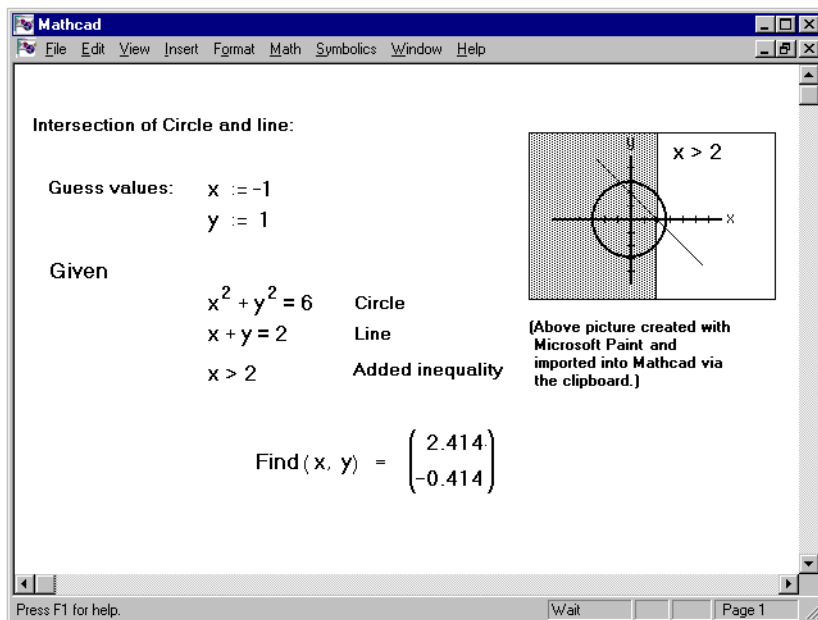 Mathcad
File Edit View Insert Format Math Symbolics Window Help
Intersection of Circle and line:
Guess values: x := -1
y := 1
Given
x² + y² = 6 Circle
x + y = 2 Line
x > 2 Added inequality
Find(x, y) = (2.414
-0.414)
y
x > 2
x
(Above picture created with
Microsoft Paint and
imported into Mathcad via
the clipboard.)
Press F1 for help. Wait Page 1